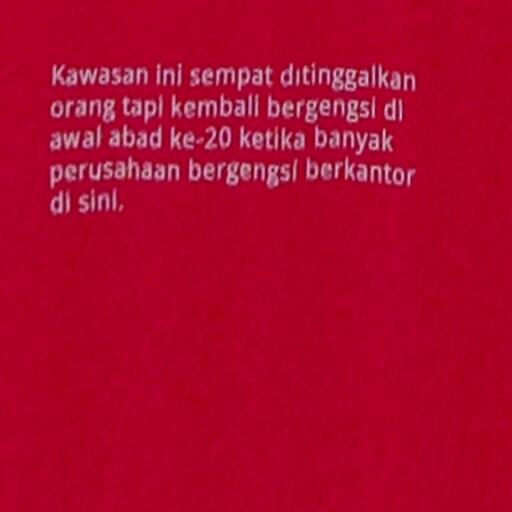 Kawasan ini sempat ditinggalkan
orang tapi kembali bergengsi di
awal abad ke-20 ketika banyak
perusahaan bergengsi berkantor
di sini.